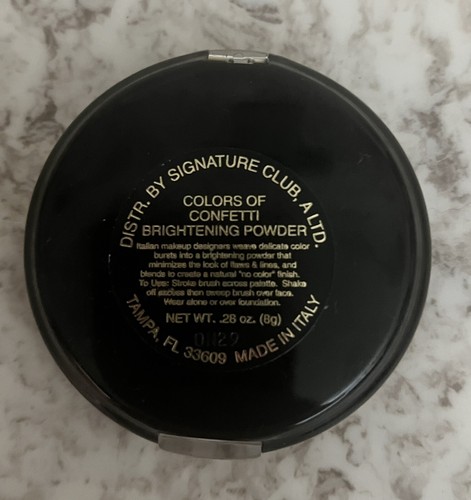 DISTR. BY SIGNATURE CLUB, A LTD.
COLORS OF
CONFETTI
BRIGHTENING POWDER
Italian makeup designers weave delicate color
bursts into a brightening powder that
minimizes the look of flaws & lines, and
blends to create a natural "no color" finish.
To Use: Stroke brush across palette. Shake
off excess then sweep brush over face.
Wear alone or over foundation.
NET WT. .28 oz. (8g)
TAMPA, FL 33609 MADE IN ITALY